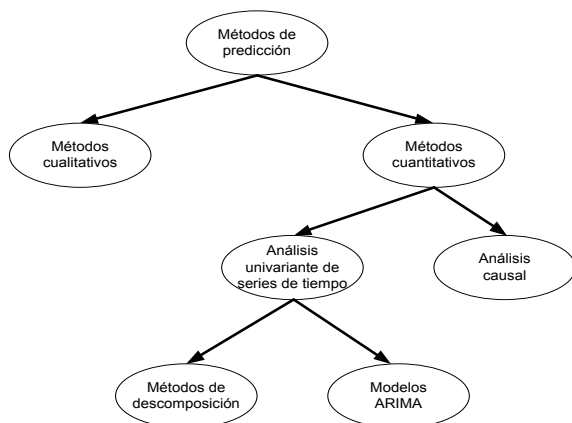 Métodos de
predicción
Métodos
cualitativos
Métodos
cuantitativos
Análisis
univariante de
series de tiempo
Análisis
causal
Métodos de
descomposición
Modelos
ARIMA